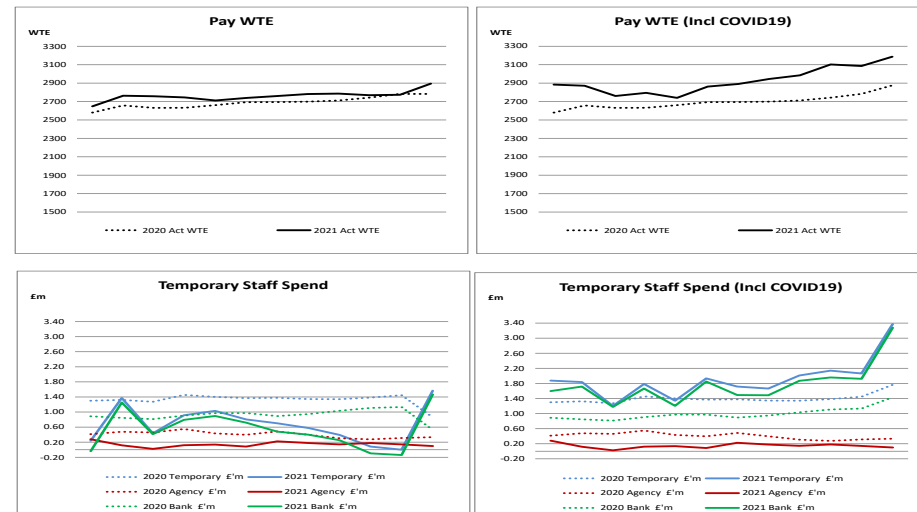 Pay WTE
WTE
3300
3100
2900
2700
2500
2300
2100
1900
1700
1500
2020 Act WTE 2021 Act WTE
Pay WTE (Incl COVID19)
WTE
3300
3100
2900
2700
2500
2300
2100
1900
1700
1500
2020 Act WTE 2021 Act WTE
Temporary Staff Spend
£m
3.40
3.00
2.60
2.20
1.80
1.40
1.00
0.60
0.20
-0.20
2020 Temporary £'m 2021 Temporary £'m
2020 Agency £'m 2021 Agency £'m
2020 Bank £'m 2021 Bank £'m
Temporary Staff Spend (Incl COVID19)
£m
3.40
3.00
2.60
2.20
1.80
1.40
1.00
0.60
0.20
-0.20
2020 Temporary £'m 2021 Temporary £'m
2020 Agency £'m 2021 Agency £'m
2020 Bank £'m 2021 Bank £'m